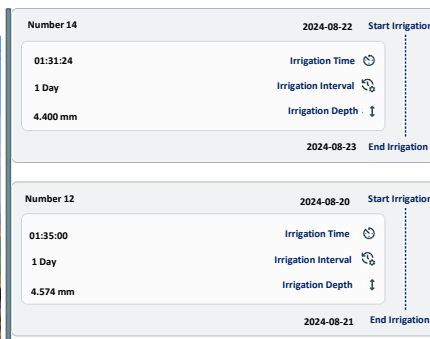 Number 14 2024-08-22 Start Irrigation
01:31:24 Irrigation Time
1 Day Irrigation Interval
4.400 mm Irrigation Depth
2024-08-23 End Irrigation
Number 12 2024-08-20 Start Irrigation
01:35:00 Irrigation Time
1 Day Irrigation Interval
4.574 mm Irrigation Depth
2024-08-21 End Irrigation